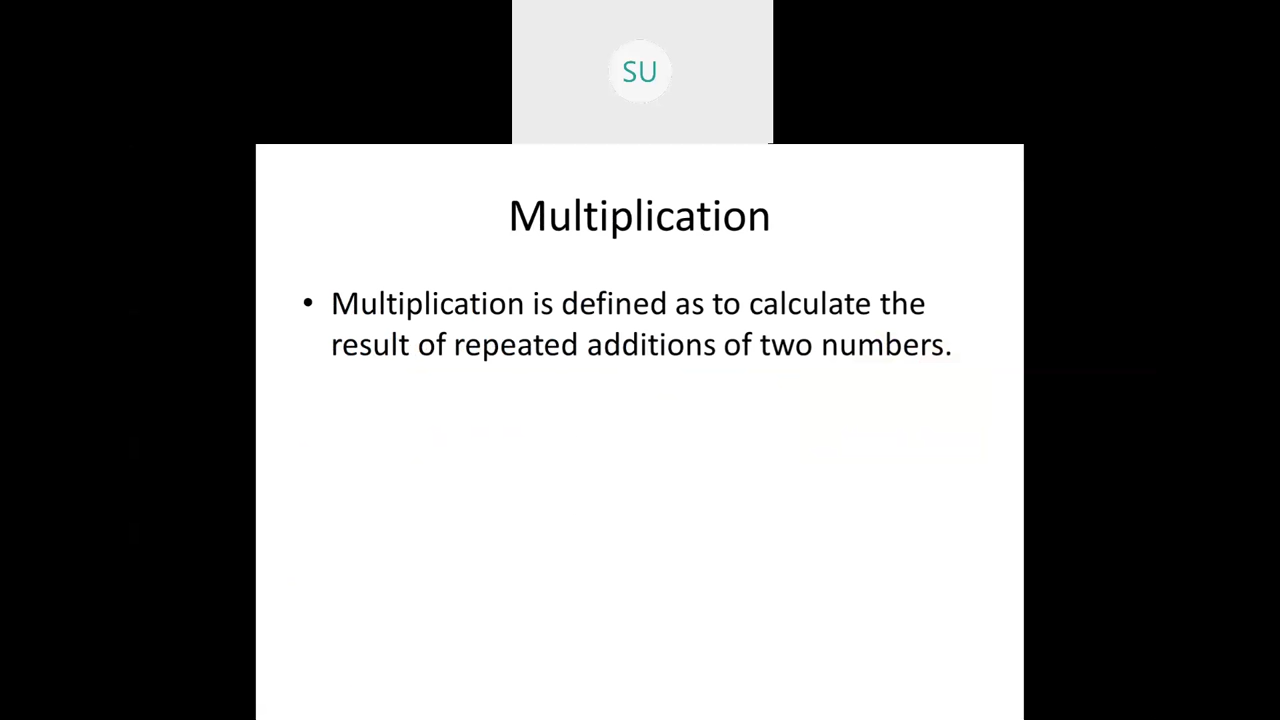 SU
Multiplication
• Multiplication is defined as to calculate the
result of repeated additions of two numbers.